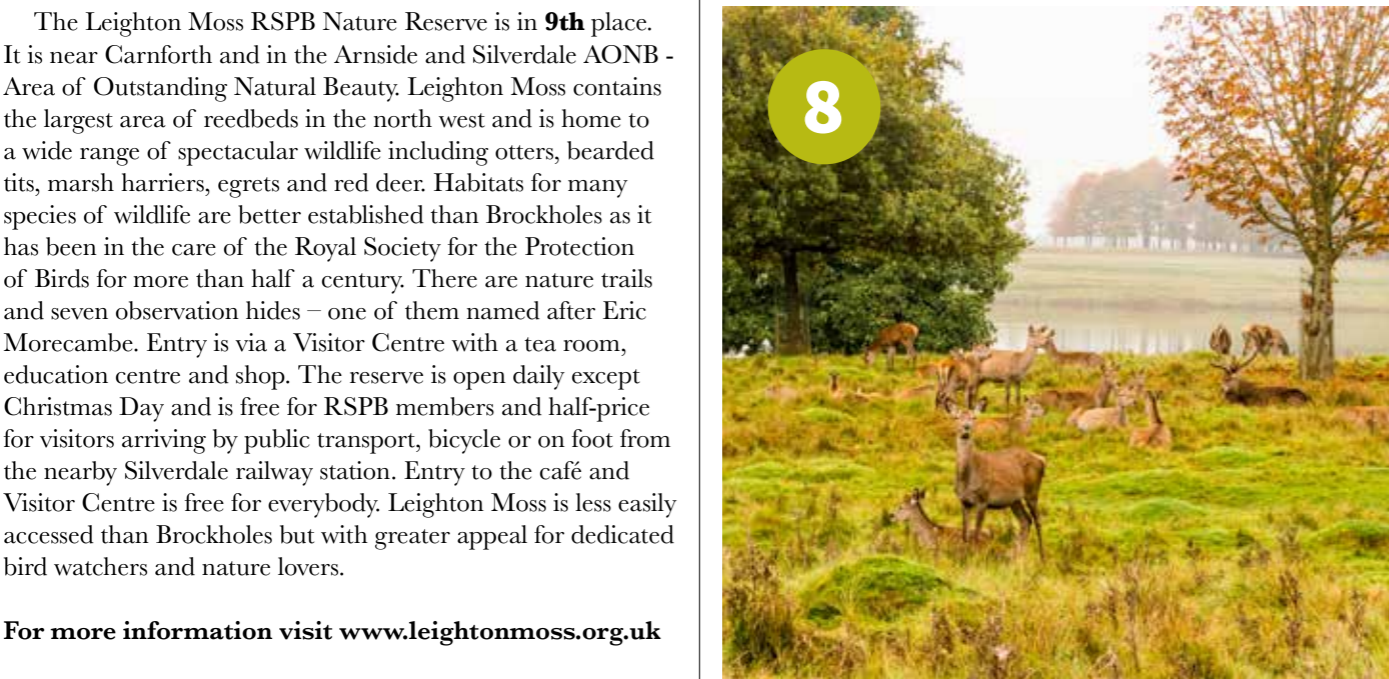 The Leighton Moss RSPB Nature Reserve is in 9th place.
It is near Carnforth and in the Arnside and Silverdale AONB -
Area of Outstanding Natural Beauty. Leighton Moss contains
the largest area of reedbeds in the north west and is home to
a wide range of spectacular wildlife including otters, bearded
tits, marsh harriers, egrets and red deer. Habitats for many
species of wildlife are better established than Brockholes as it
has been in the care of the Royal Society for the Protection
of Birds for more than half a century. There are nature trails
and seven observation hides – one of them named after Eric
Morecambe. Entry is via a Visitor Centre with a tea room,
education centre and shop. The reserve is open daily except
Christmas Day and is free for RSPB members and half-price
for visitors arriving by public transport, bicycle or on foot from
the nearby Silverdale railway station. Entry to the café and
Visitor Centre is free for everybody. Leighton Moss is less easily
accessed than Brockholes but with greater appeal for dedicated
bird watchers and nature lovers.
For more information visit www.leightonmoss.org.uk
8